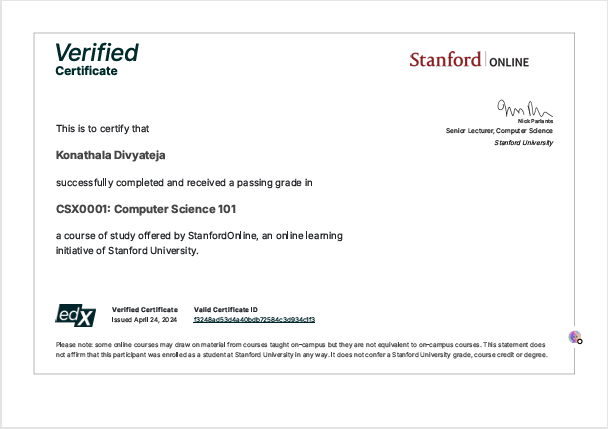 Verified
Certificate
Stanford ONLINE
Nick Parlante
Senior Lecturer, Computer Science
Stanford University
This is to certify that
Konathala Divyateja
successfully completed and received a passing grade in
CSX0001: Computer Science 101
a course of study offered by StanfordOnline, an online learning
initiative of Stanford University.
edX
Verified Certificate
Issued April 24, 2024
Valid Certificate ID
f3248ad53d4a40bdb72584c3d934c1f3
Please note: some online courses may draw on material from courses taught on-campus but they are not equivalent to on-campus courses. This statement does
not affirm that this participant was enrolled as a student at Stanford University in any way. It does not confer a Stanford University grade, course credit or degree.